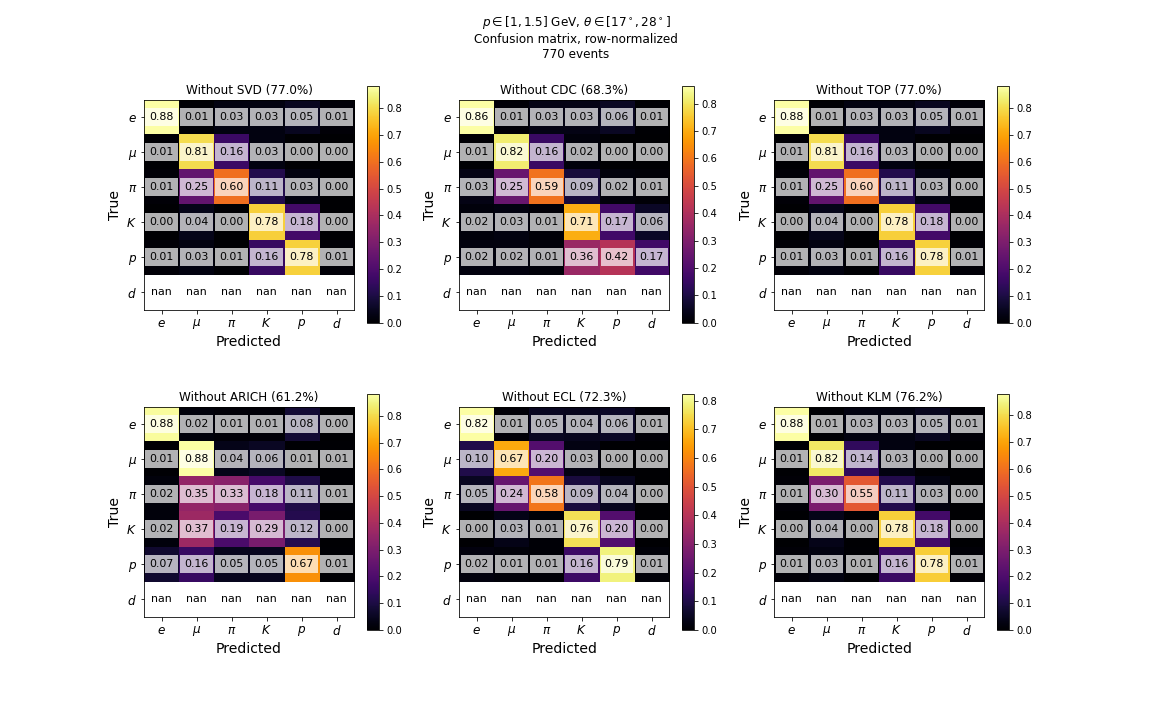 p ∈ [1, 1.5] GeV, θ ∈ [17°, 28°]
Confusion matrix, row-normalized
770 events
Without SVD (77.0%)
True
e 0.88 0.01 0.03 0.03 0.05 0.01
μ 0.01 0.81 0.16 0.03 0.00 0.00
π 0.01 0.25 0.60 0.11 0.03 0.00
K 0.00 0.04 0.00 0.78 0.18 0.00
p 0.01 0.03 0.01 0.16 0.78 0.01
d nan nan nan nan nan nan
e μ π K p d
Predicted
0.8
0.7
0.6
0.5
0.4
0.3
0.2
0.1
0.0
Without CDC (68.3%)
True
e 0.86 0.01 0.03 0.03 0.06 0.01
μ 0.01 0.82 0.16 0.02 0.00 0.00
π 0.03 0.25 0.59 0.09 0.02 0.01
K 0.02 0.03 0.01 0.71 0.17 0.06
p 0.02 0.02 0.01 0.36 0.42 0.17
d nan nan nan nan nan nan
e μ π K p d
Predicted
0.8
0.7
0.6
0.5
0.4
0.3
0.2
0.1
0.0
Without TOP (77.0%)
True
e 0.88 0.01 0.03 0.03 0.05 0.01
μ 0.01 0.81 0.16 0.03 0.00 0.00
π 0.01 0.25 0.60 0.11 0.03 0.00
K 0.00 0.04 0.00 0.78 0.18 0.00
p 0.01 0.03 0.01 0.16 0.78 0.01
d nan nan nan nan nan nan
e μ π K p d
Predicted
0.8
0.7
0.6
0.5
0.4
0.3
0.2
0.1
0.0
Without ARICH (61.2%)
True
e 0.88 0.02 0.01 0.01 0.08 0.01
μ 0.01 0.88 0.04 0.06 0.01 0.01
π 0.02 0.35 0.33 0.18 0.11 0.01
K 0.02 0.37 0.19 0.29 0.12 0.00
p 0.07 0.16 0.05 0.05 0.67 0.01
d nan nan nan nan nan nan
e μ π K p d
Predicted
0.8
0.7
0.6
0.5
0.4
0.3
0.2
0.1
0.0
Without ECL (72.3%)
True
e 0.82 0.01 0.05 0.04 0.06 0.01
μ 0.10 0.67 0.20 0.03 0.00 0.00
π 0.05 0.24 0.58 0.09 0.04 0.00
K 0.00 0.03 0.01 0.76 0.20 0.00
p 0.02 0.01 0.01 0.16 0.79 0.01
d nan nan nan nan nan nan
e μ π K p d
Predicted
0.8
0.7
0.6
0.5
0.4
0.3
0.2
0.1
0.0
Without KLM (76.2%)
True
e 0.88 0.01 0.03 0.03 0.05 0.01
μ 0.01 0.82 0.14 0.03 0.00 0.00
π 0.01 0.30 0.55 0.11 0.03 0.00
K 0.00 0.04 0.00 0.78 0.18 0.00
p 0.01 0.03 0.01 0.16 0.78 0.01
d nan nan nan nan nan nan
e μ π K p d
Predicted
0.8
0.7
0.6
0.5
0.4
0.3
0.2
0.1
0.0